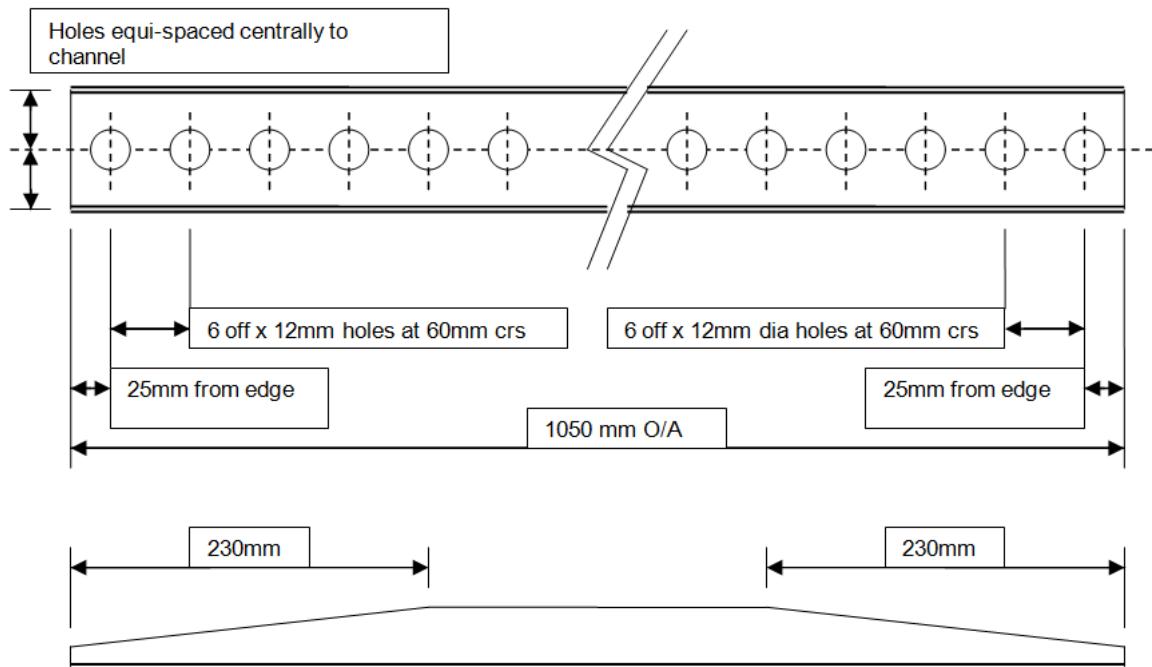 Holes equi-spaced centrally to
channel
6 off x 12mm holes at 60mm crs
6 off x 12mm dia holes at 60mm crs
25mm from edge
25mm from edge
1050 mm O/A
230mm
230mm